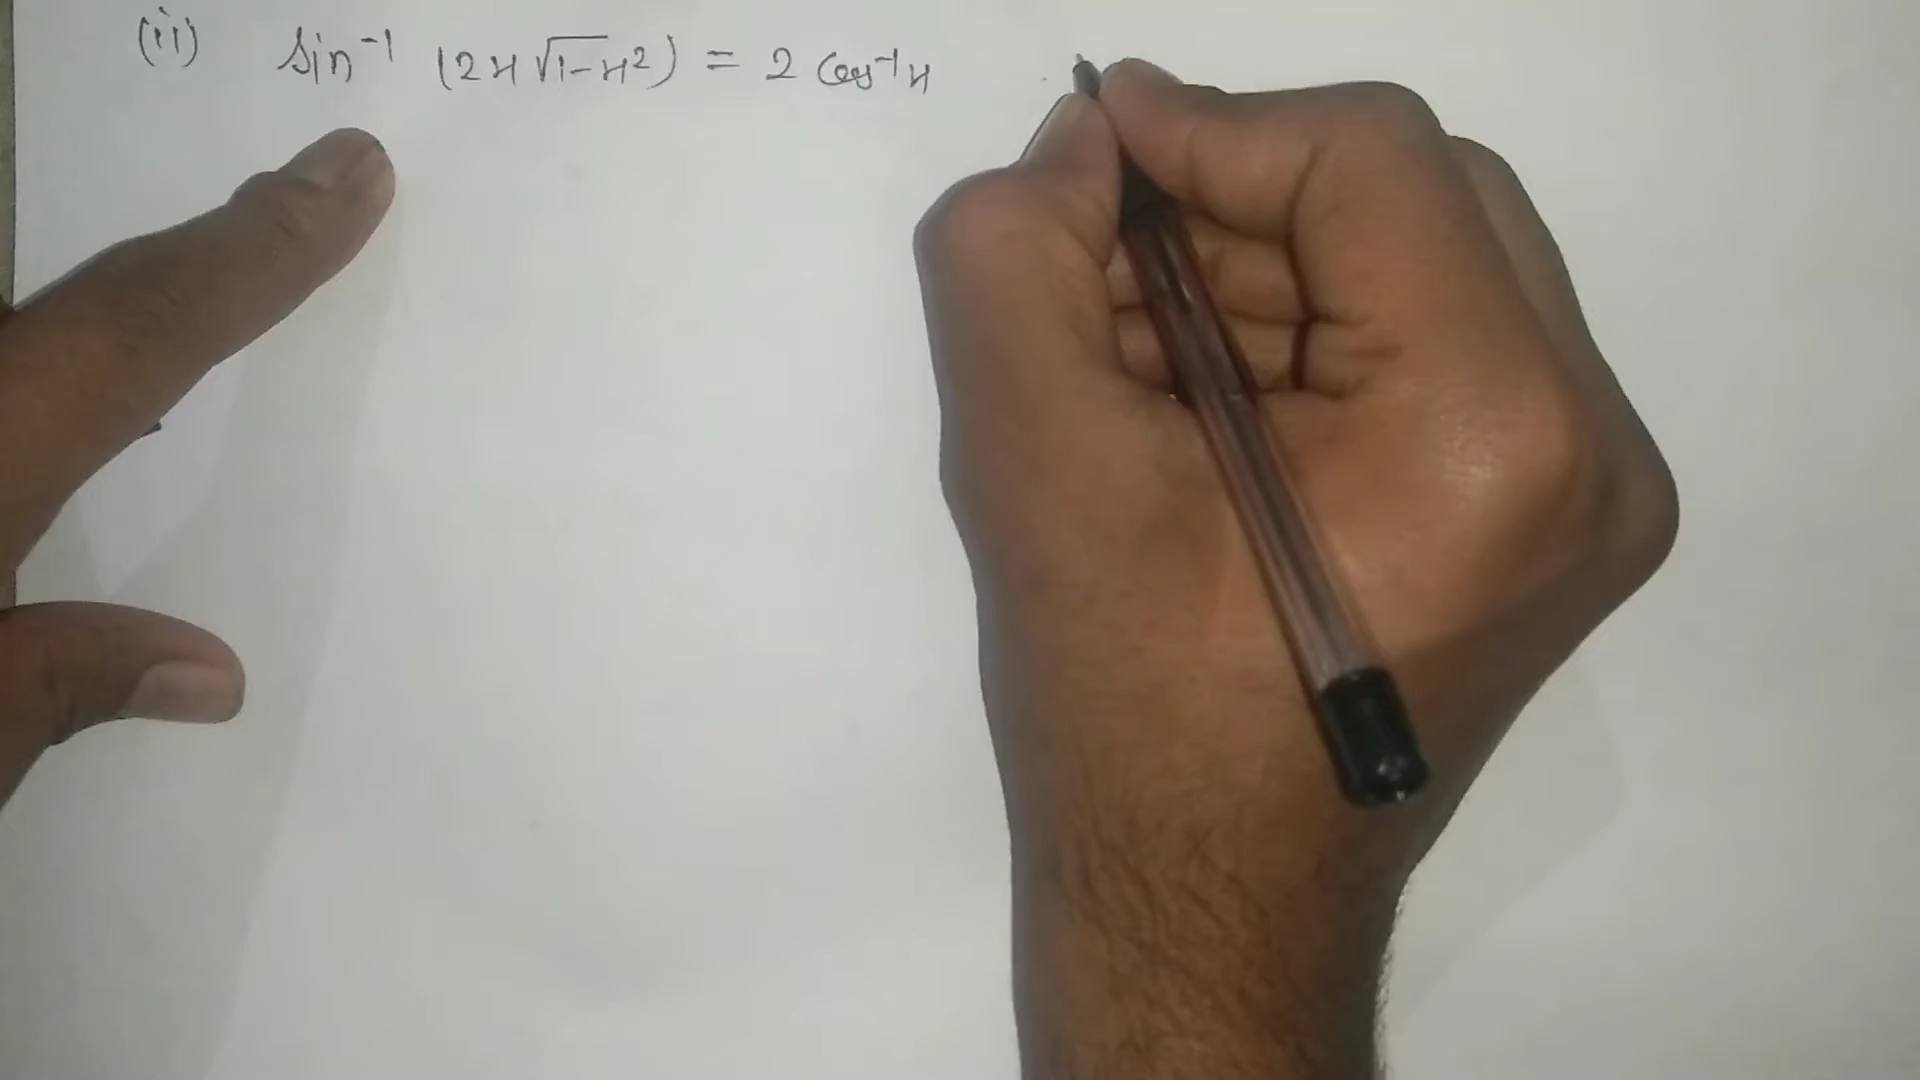 (ii) sin⁻¹ (2x √1-x²) = 2 cos⁻¹x